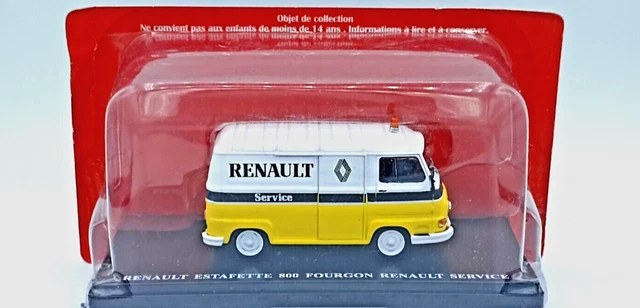 Objet de collection
Ne convient pas aux enfants de moins de 14 ans . Informations à lire et à conserver.
RENAULT
Service
RENAULT ESTAFETTE 800 FOURGON RENAULT SERVICE